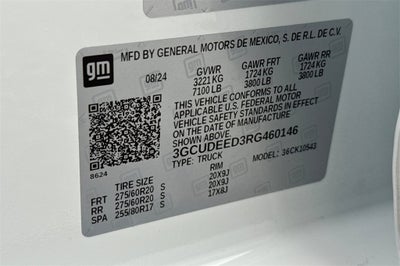 gm
MFD BY GENERAL MOTORS DE MEXICO, S. DE R.L. DE C.V.
08/24 GVWR GAWR FRT GAWR RR
3221 KG 1724 KG 1724 KG
7100 LB 3800 LB 3800 LB
THIS VEHICLE CONFORMS TO ALL
APPLICABLE U.S. FEDERAL MOTOR
VEHICLE SAFETY STANDARDS IN
EFFECT ON THE DATE OF MANUFACTURE
SHOWN ABOVE.
3GCUDEED3RG460146
TYPE: TRUCK MODEL: 36CK10543
8624
TIRE SIZE RIM
FRT 275/60R20 S 20X9J
RR 275/60R20 S 20X9J
SP 255/80R17 S 17X8J